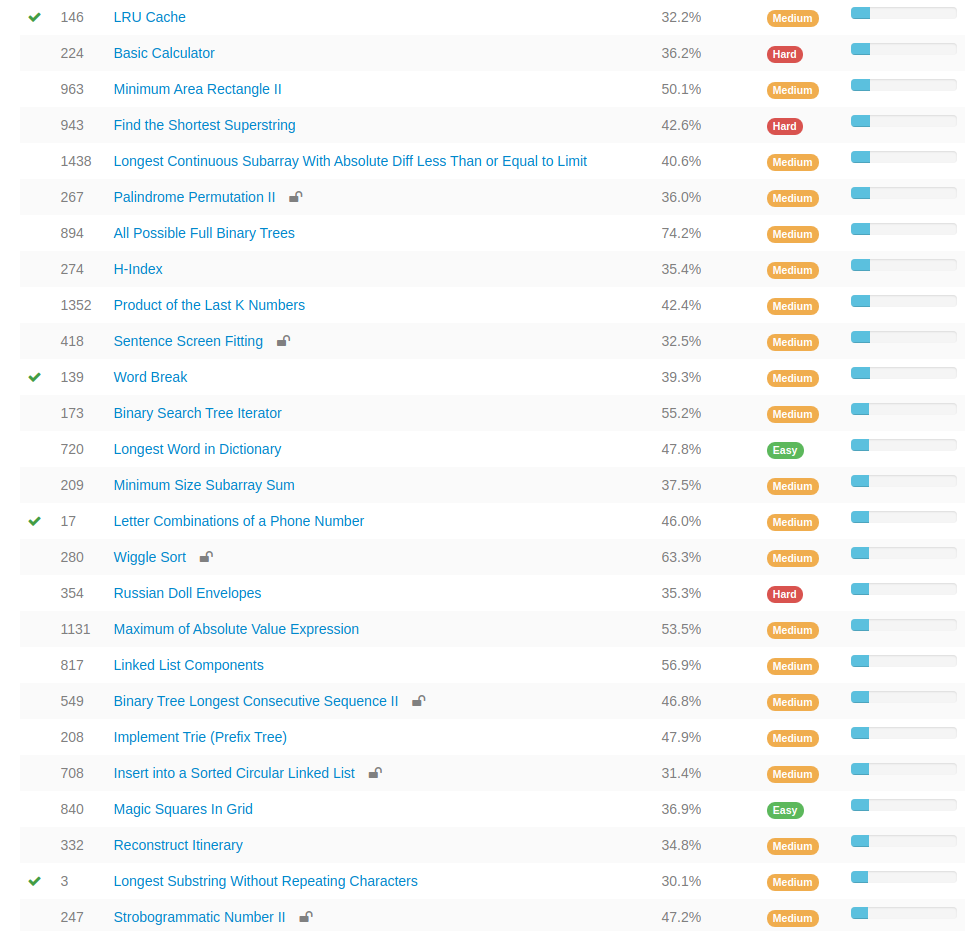 146 LRU Cache 32.2% Medium
224 Basic Calculator 36.2% Hard
963 Minimum Area Rectangle II 50.1% Medium
943 Find the Shortest Superstring 42.6% Hard
1438 Longest Continuous Subarray With Absolute Diff Less Than or Equal to Limit 40.6% Medium
267 Palindrome Permutation II 36.0% Medium
894 All Possible Full Binary Trees 74.2% Medium
274 H-Index 35.4% Medium
1352 Product of the Last K Numbers 42.4% Medium
418 Sentence Screen Fitting 32.5% Medium
139 Word Break 39.3% Medium
173 Binary Search Tree Iterator 55.2% Medium
720 Longest Word in Dictionary 47.8% Easy
209 Minimum Size Subarray Sum 37.5% Medium
17 Letter Combinations of a Phone Number 46.0% Medium
280 Wiggle Sort 63.3% Medium
354 Russian Doll Envelopes 35.3% Hard
1131 Maximum of Absolute Value Expression 53.5% Medium
817 Linked List Components 56.9% Medium
549 Binary Tree Longest Consecutive Sequence II 46.8% Medium
208 Implement Trie (Prefix Tree) 47.9% Medium
708 Insert into a Sorted Circular Linked List 31.4% Medium
840 Magic Squares In Grid 36.9% Easy
332 Reconstruct Itinerary 34.8% Medium
3 Longest Substring Without Repeating Characters 30.1% Medium
247 Strobogrammatic Number II 47.2% Medium